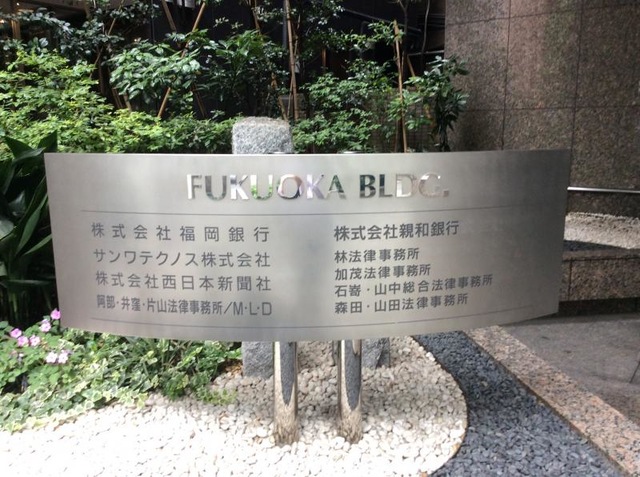 FUKUOKA BLDG.
株式会社福岡銀行
サンワテクノス株式会社
株式会社西日本新聞社
阿部・井窪・片山法律事務所/M・L・D
株式会社親和銀行
林法律事務所
加茂法律事務所
石嵜・山中総合法律事務所
森田・山田法律事務所